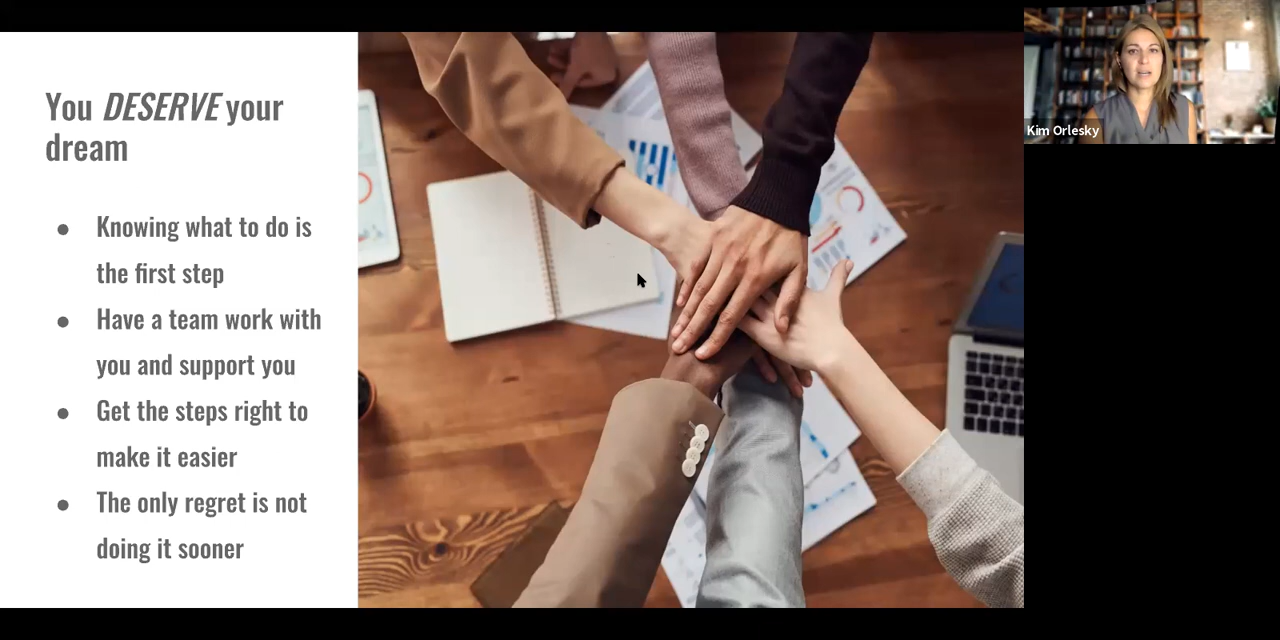 You DESERVE your
dream
● Knowing what to do is
the first step
● Have a team work with
you and support you
● Get the steps right to
make it easier
● The only regret is not
doing it sooner
Kim Orlesky